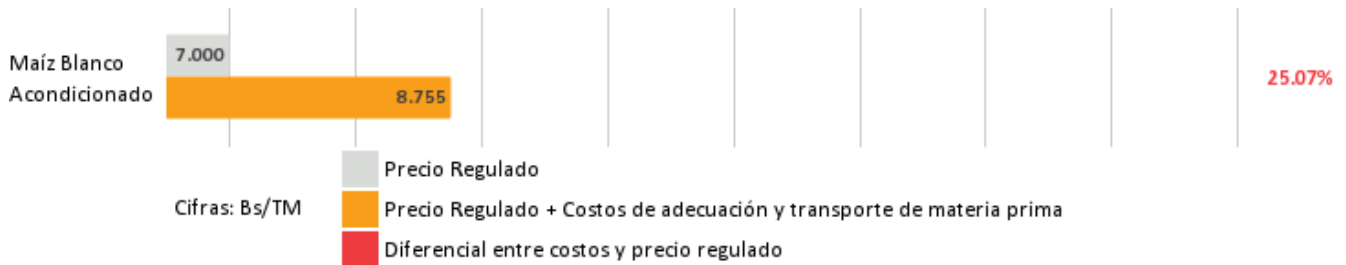 Maíz Blanco
Acondicionado
7.000
8.755
25.07%
Cifras: Bs/TM
Precio Regulado
Precio Regulado + Costos de adecuación y transporte de materia prima
Diferencial entre costos y precio regulado